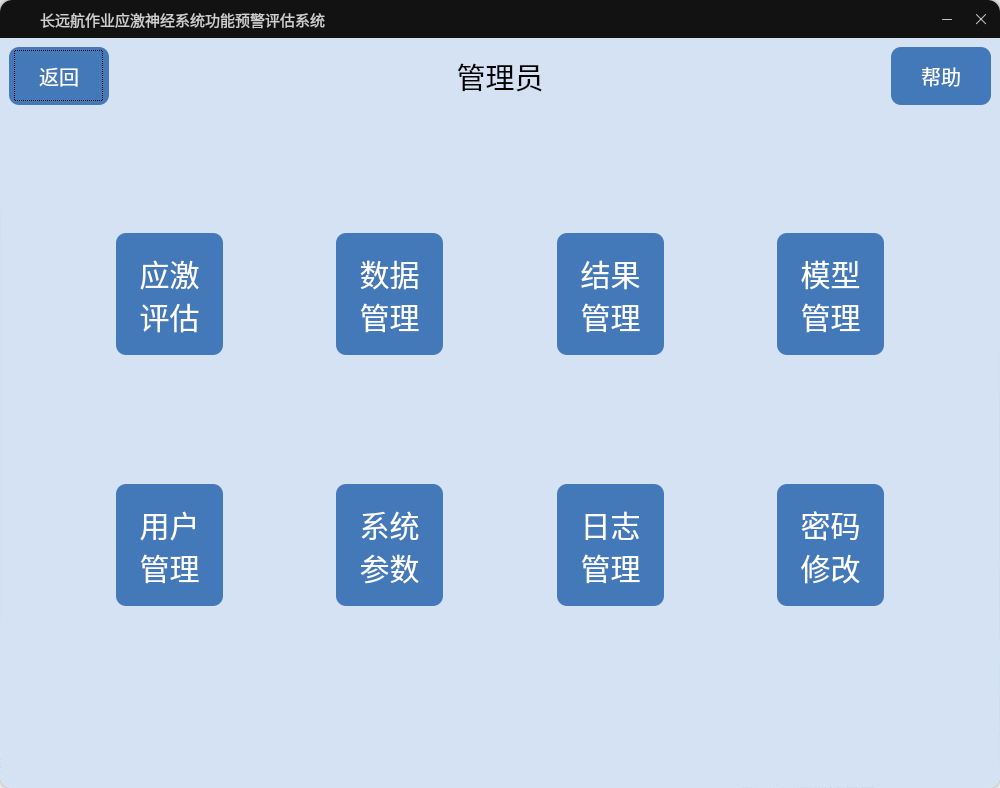 长远航作业应激神经系统功能预警评估系统
返回
管理员
帮助
应激
评估
数据
管理
结果
管理
模型
管理
用户
管理
系统
参数
日志
管理
密码
修改